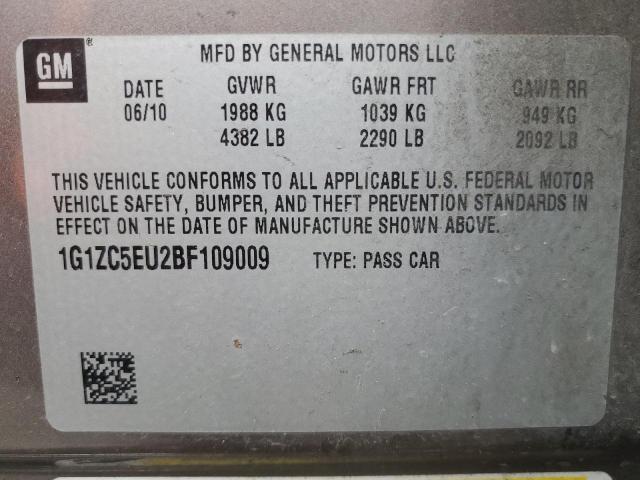 GM®
MFD BY GENERAL MOTORS LLC
DATE GVWR GAWR FRT GAWR RR
06/10 1988 KG 1039 KG 949 KG
4382 LB 2290 LB 2092 LB
THIS VEHICLE CONFORMS TO ALL APPLICABLE U.S. FEDERAL MOTOR
VEHICLE SAFETY, BUMPER, AND THEFT PREVENTION STANDARDS IN
EFFECT ON THE DATE OF MANUFACTURE SHOWN ABOVE.
1G1ZC5EU2BF109009 TYPE: PASS CAR